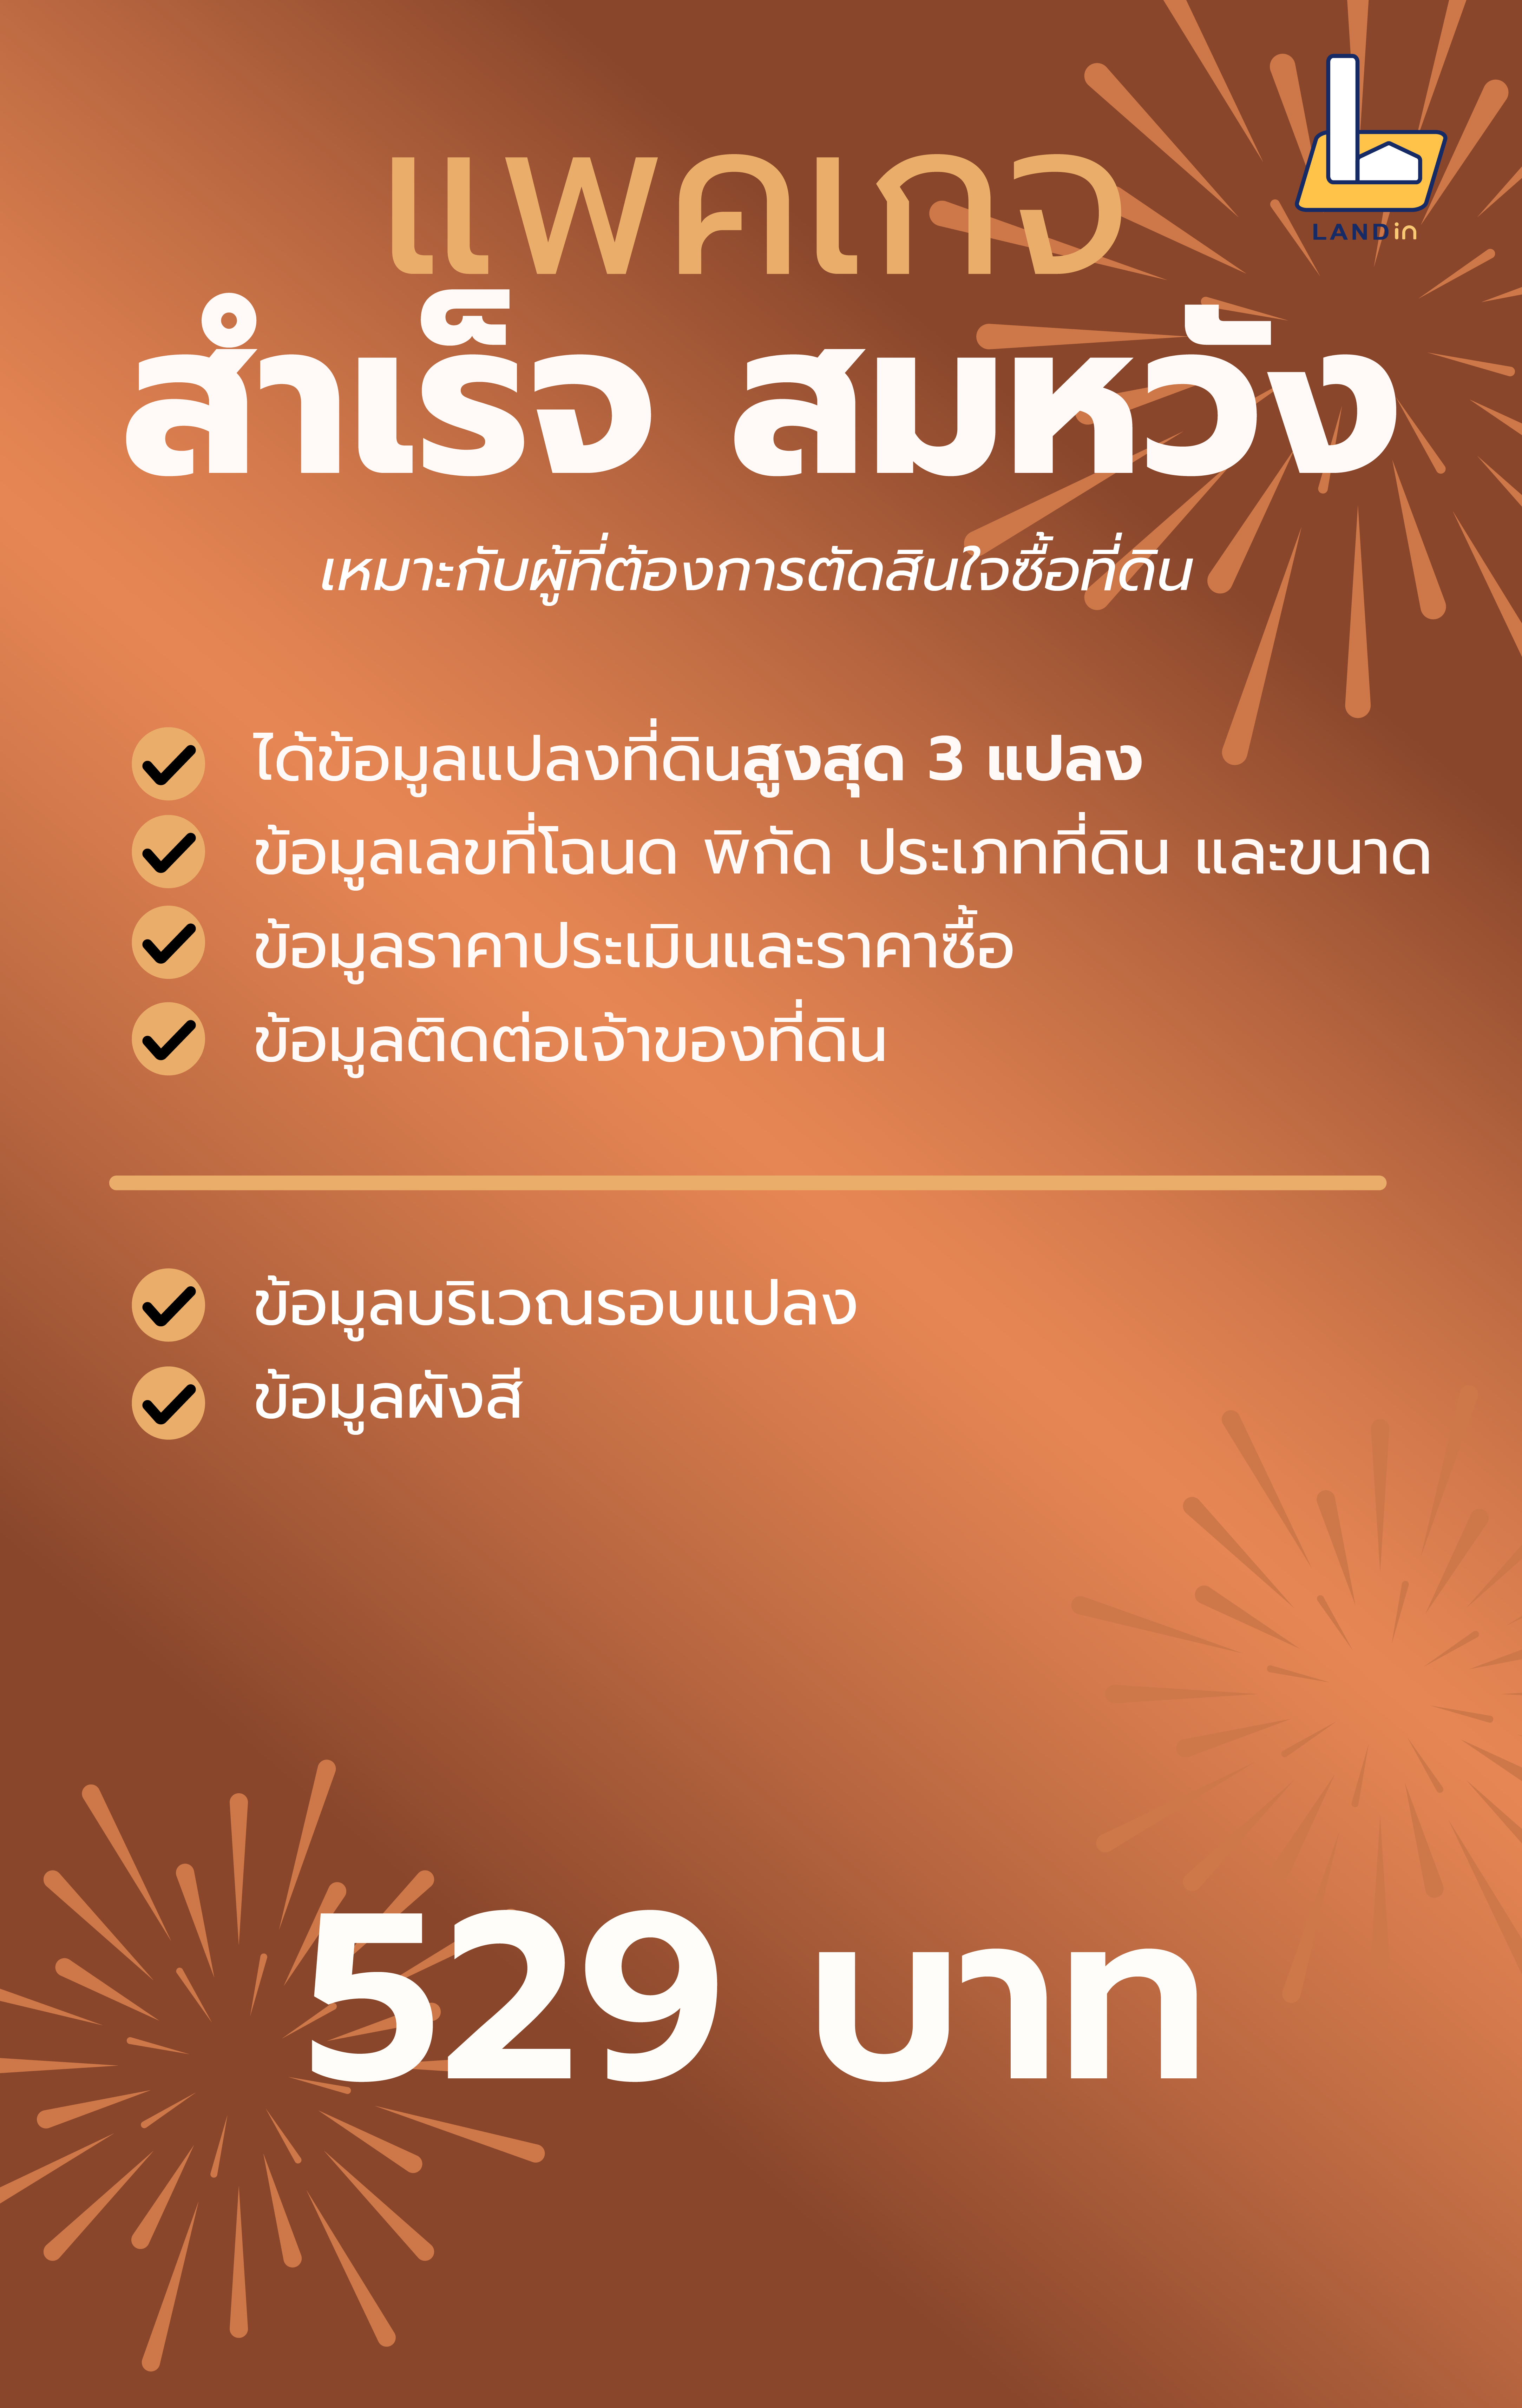 LANDin
แพคเกจ
สำเร็จ สมหวัง
เหมาะกับผู้ที่ต้องการตัดสินใจซื้อที่ดิน
ได้ข้อมูลแปลงที่ดินสูงสุด 3 แปลง
ข้อมูลเลขที่โฉนด พิกัด ประเภทที่ดิน และขนาด
ข้อมูลราคาประเมินและราคาซื้อ
ข้อมูลติดต่อเจ้าของที่ดิน
ข้อมูลบริเวณรอบแปลง
ข้อมูลผังสี
529 บาท